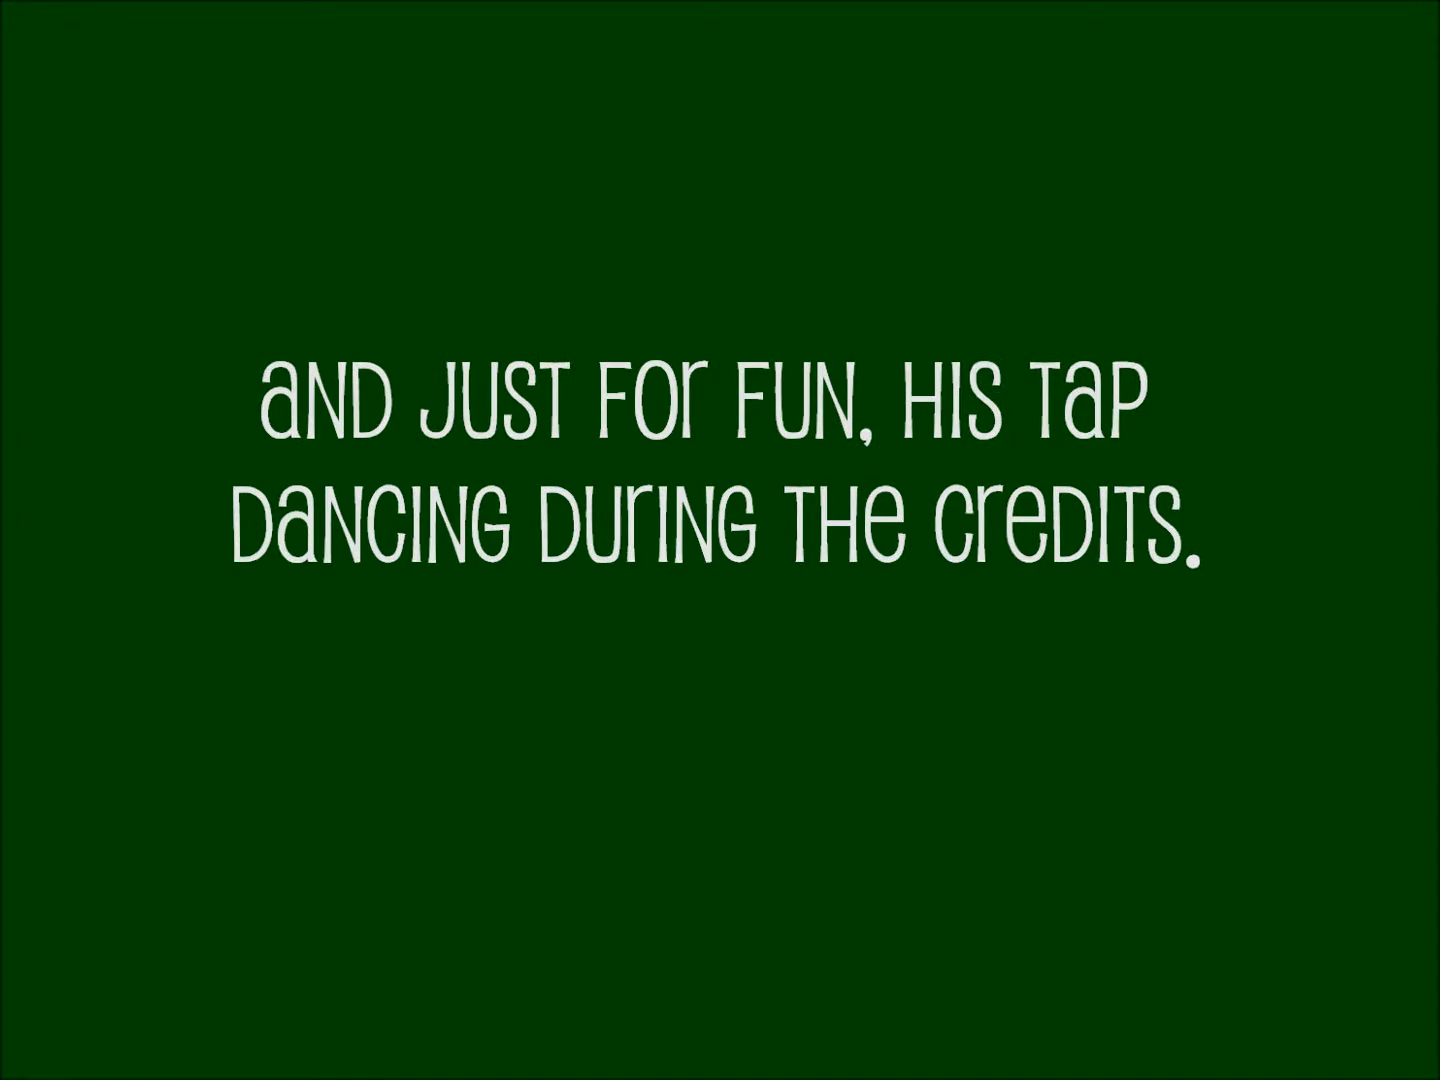 and just for fun, his tap
dancing during the credits.